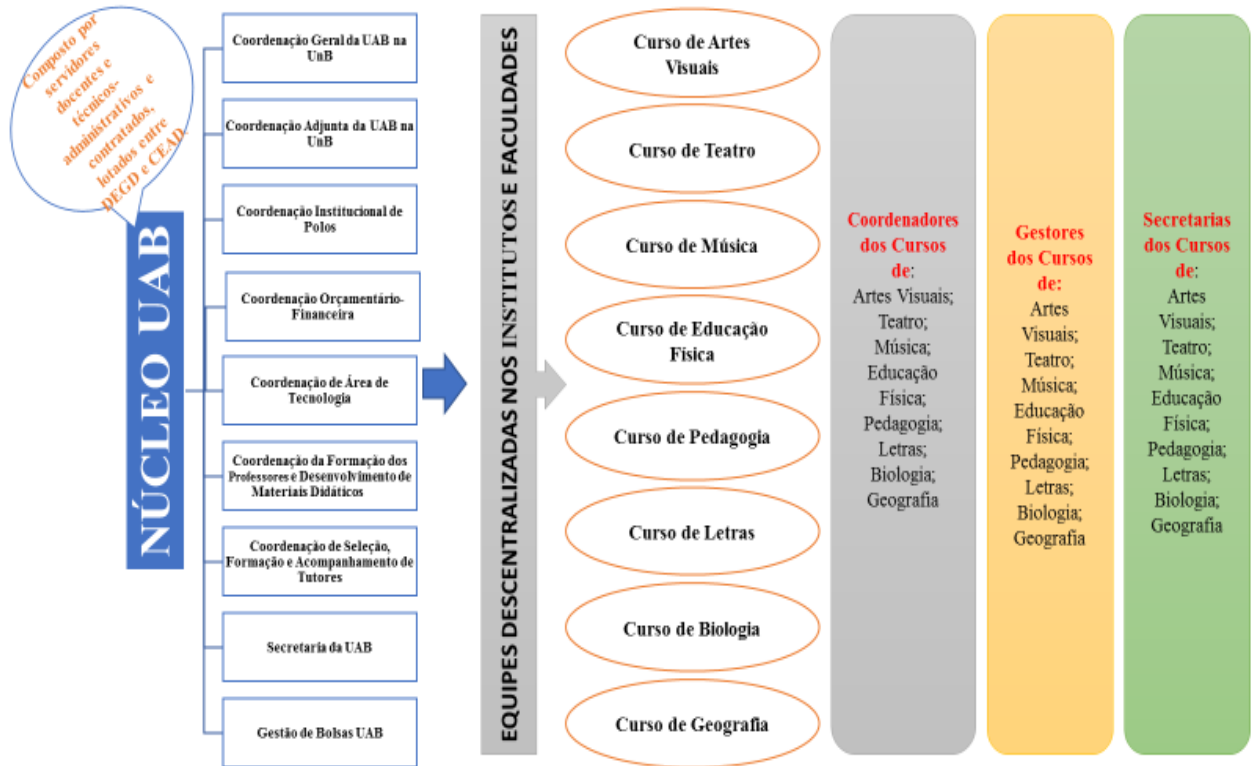 Composto por
servidores
docentes e
técnicos-
administrativos e
contratados,
lotados entre
DEGD e CEAD
NÚCLEO UAB
Coordenação Geral da UAB na
UnB
Coordenação Adjunta da UAB na
UnB
Coordenação Institucional de
Polos
Coordenação Orçamentário-
Financeira
Coordenação de Área de
Tecnologia
Coordenação da Formação dos
Professores e Desenvolvimento de
Materiais Didáticos
Coordenação de Seleção,
Formação e Acompanhamento de
Tutores
Secretaria da UAB
Gestão de Bolsas UAB
EQUIPES DESCENTRALIZADAS NOS INSTITUTOS E FACULDADES
Curso de Artes
Visuais
Curso de Teatro
Curso de Música
Curso de Educação
Física
Curso de Pedagogia
Curso de Letras
Curso de Biologia
Curso de Geografia
Coordenadores
dos Cursos
de:
Artes Visuais;
Teatro;
Música;
Educação
Física;
Pedagogia;
Letras;
Biologia;
Geografia
Gestores
dos Cursos
de:
Artes
Visuais;
Teatro;
Música;
Educação
Física;
Pedagogia;
Letras;
Biologia;
Geografia
Secretarias
dos Cursos
de:
Artes
Visuais;
Teatro;
Música;
Educação
Física;
Pedagogia;
Letras;
Biologia;
Geografia